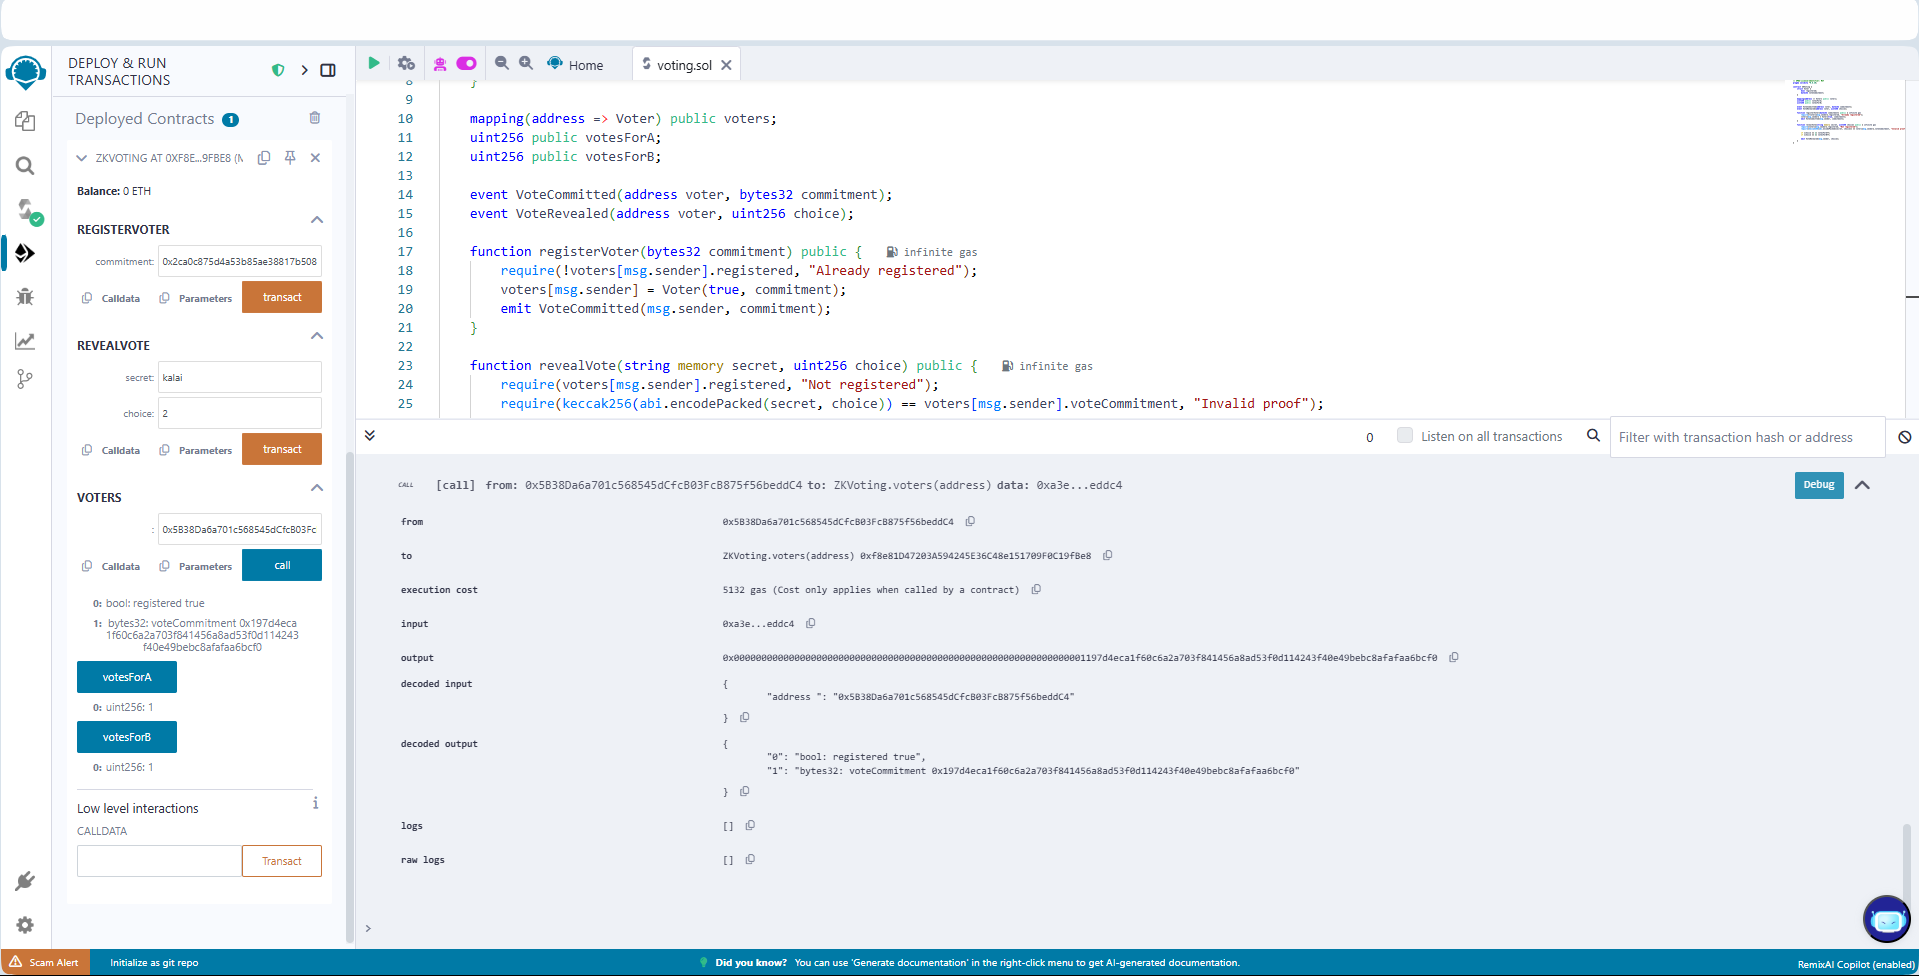 DEPLOY & RUN
TRANSACTIONS
Deployed Contracts 1
ZKVOTING AT 0XF8E...9FBE8 (M
Balance: 0 ETH
REGISTERVOTER
commitment: 0x2ca0c875d4a53b85ae38817b508
Calldata Parameters transact
REVEALVOTE
secret: kalai
choice: 2
Calldata Parameters transact
VOTERS
: 0x5B38Da6a701c568545dCfcB03Fc
Calldata Parameters call
0: bool: registered true
1: bytes32: voteCommitment 0x197d4eca
1f60c6a2a703f841456a8ad53f0d114243
f40e49bebc8afafaa6bcf0
votesForA
0: uint256: 1
votesForB
0: uint256: 1
Low level interactions
CALLDATA
Transact
Home
voting.sol
8 }
9
10 mapping(address => Voter) public voters;
11 uint256 public votesForA;
12 uint256 public votesForB;
13
14 event VoteCommitted(address voter, bytes32 commitment);
15 event VoteRevealed(address voter, uint256 choice);
16
17 function registerVoter(bytes32 commitment) public { infinite gas
18 require(!voters[msg.sender].registered, "Already registered");
19 voters[msg.sender] = Voter(true, commitment);
20 emit VoteCommitted(msg.sender, commitment);
21 }
22
23 function revealVote(string memory secret, uint256 choice) public { infinite gas
24 require(voters[msg.sender].registered, "Not registered");
25 require(keccak256(abi.encodePacked(secret, choice)) == voters[msg.sender].voteCommitment, "Invalid proof");
0 Listen on all transactions Filter with transaction hash or address
CALL [call] from: 0x5B38Da6a701c568545dCfcB03FcB875f56beddC4 to: ZKVoting.voters(address) data: 0xa3e...eddc4 Debug
from 0x5B38Da6a701c568545dCfcB03FcB875f56beddC4
to ZKVoting.voters(address) 0xf8e81D47203A594245E36C48e151709F0C19fBe8
execution cost 5132 gas (Cost only applies when called by a contract)
input 0xa3e...eddc4
output 0x0000000000000000000000000000000000000000000000000000000000000001197d4eca1f60c6a2a703f841456a8ad53f0d114243f40e49bebc8afafaa6bcf0
decoded input {
"address ": "0x5B38Da6a701c568545dCfcB03FcB875f56beddC4"
}
decoded output {
"0": "bool: registered true",
"1": "bytes32: voteCommitment 0x197d4eca1f60c6a2a703f841456a8ad53f0d114243f40e49bebc8afafaa6bcf0"
}
logs []
raw logs []
>
Scam Alert Initialize as git repo Did you know? You can use 'Generate documentation' in the right-click menu to get AI-generated documentation. RemixAI Copilot (enabled)